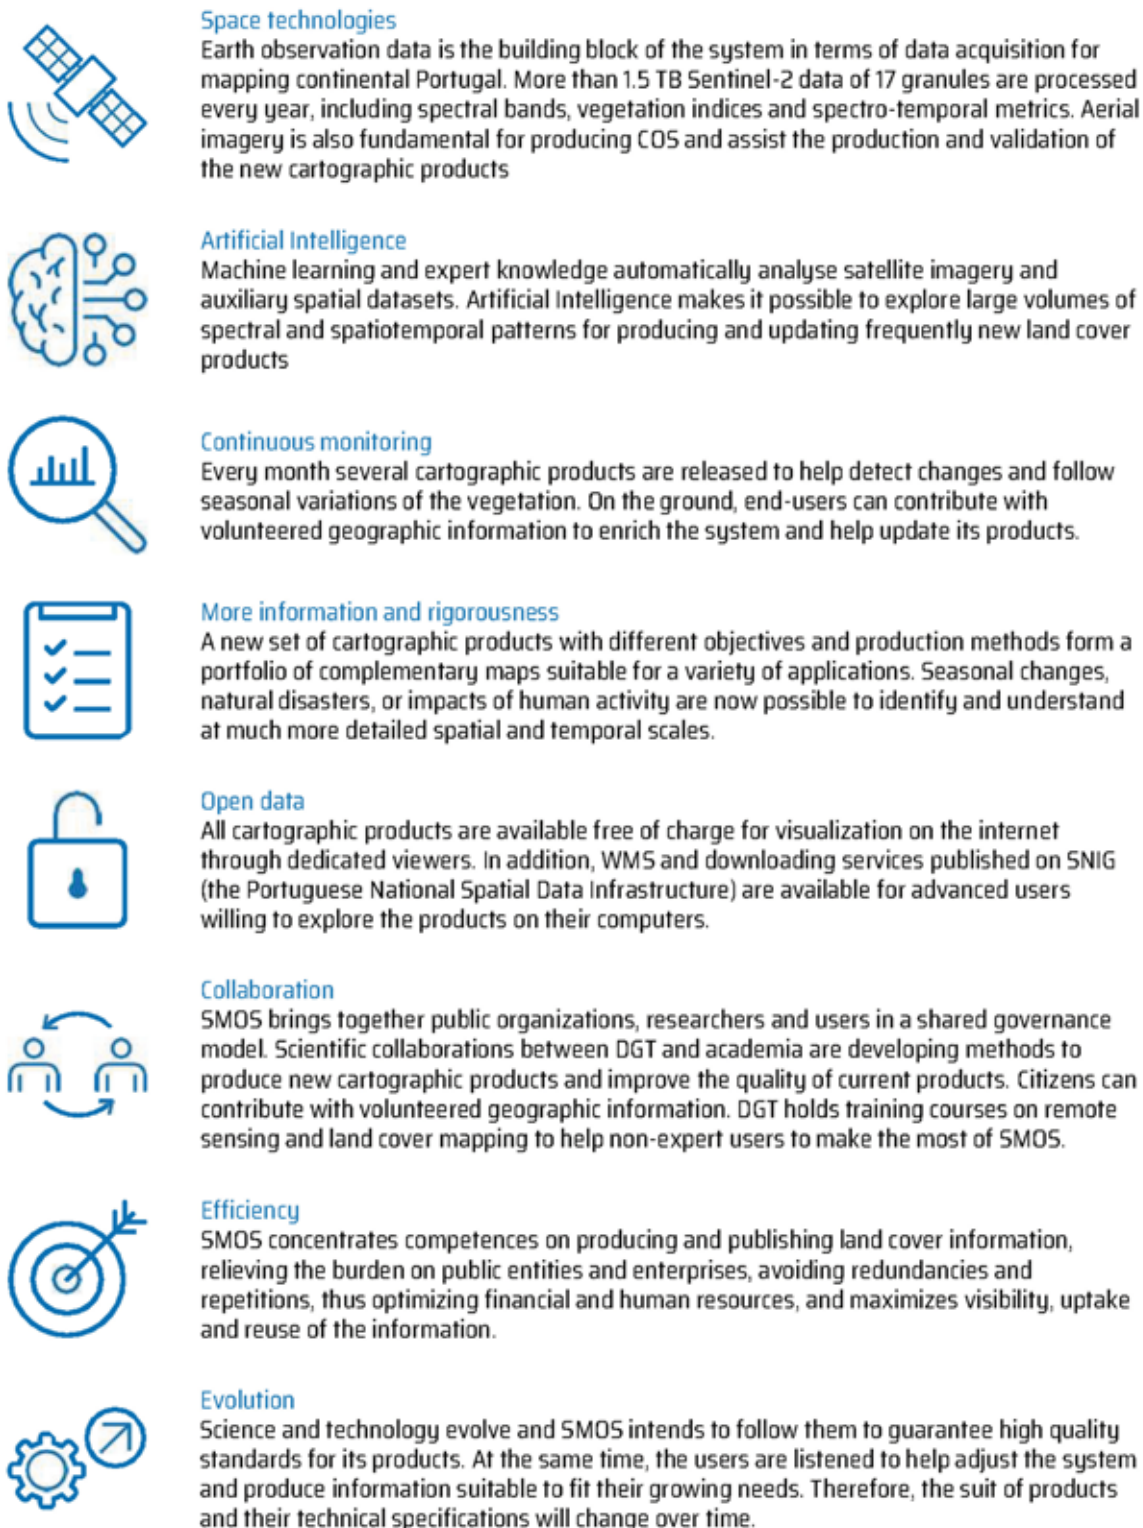 Space technologies
Earth observation data is the building block of the system in terms of data acquisition for
mapping continental Portugal. More than 1.5 TB Sentinel-2 data of 17 granules are processed
every year, including spectral bands, vegetation indices and spectro-temporal metrics. Aerial
imagery is also fundamental for producing COS and assist the production and validation of
the new cartographic products
Artificial Intelligence
Machine learning and expert knowledge automatically analyse satellite imagery and
auxiliary spatial datasets. Artificial Intelligence makes it possible to explore large volumes of
spectral and spatiotemporal patterns for producing and updating frequently new land cover
products
Continuous monitoring
Every month several cartographic products are released to help detect changes and follow
seasonal variations of the vegetation. On the ground, end-users can contribute with
volunteered geographic information to enrich the system and help update its products.
More information and rigorousness
A new set of cartographic products with different objectives and production methods form a
portfolio of complementary maps suitable for a variety of applications. Seasonal changes,
natural disasters, or impacts of human activity are now possible to identify and understand
at much more detailed spatial and temporal scales.
Open data
All cartographic products are available free of charge for visualization on the internet
through dedicated viewers. In addition, WMS and downloading services published on SNIG
(the Portuguese National Spatial Data Infrastructure) are available for advanced users
willing to explore the products on their computers.
Collaboration
SMOS brings together public organizations, researchers and users in a shared governance
model. Scientific collaborations between DGT and academia are developing methods to
produce new cartographic products and improve the quality of current products. Citizens can
contribute with volunteered geographic information. DGT holds training courses on remote
sensing and land cover mapping to help non-expert users to make the most of SMOS.
Efficiency
SMOS concentrates competences on producing and publishing land cover information,
relieving the burden on public entities and enterprises, avoiding redundancies and
repetitions, thus optimizing financial and human resources, and maximizes visibility, uptake
and reuse of the information.
Evolution
Science and technology evolve and SMOS intends to follow them to guarantee high quality
standards for its products. At the same time, the users are listened to help adjust the system
and produce information suitable to fit their growing needs. Therefore, the suit of products
and their technical specifications will change over time.